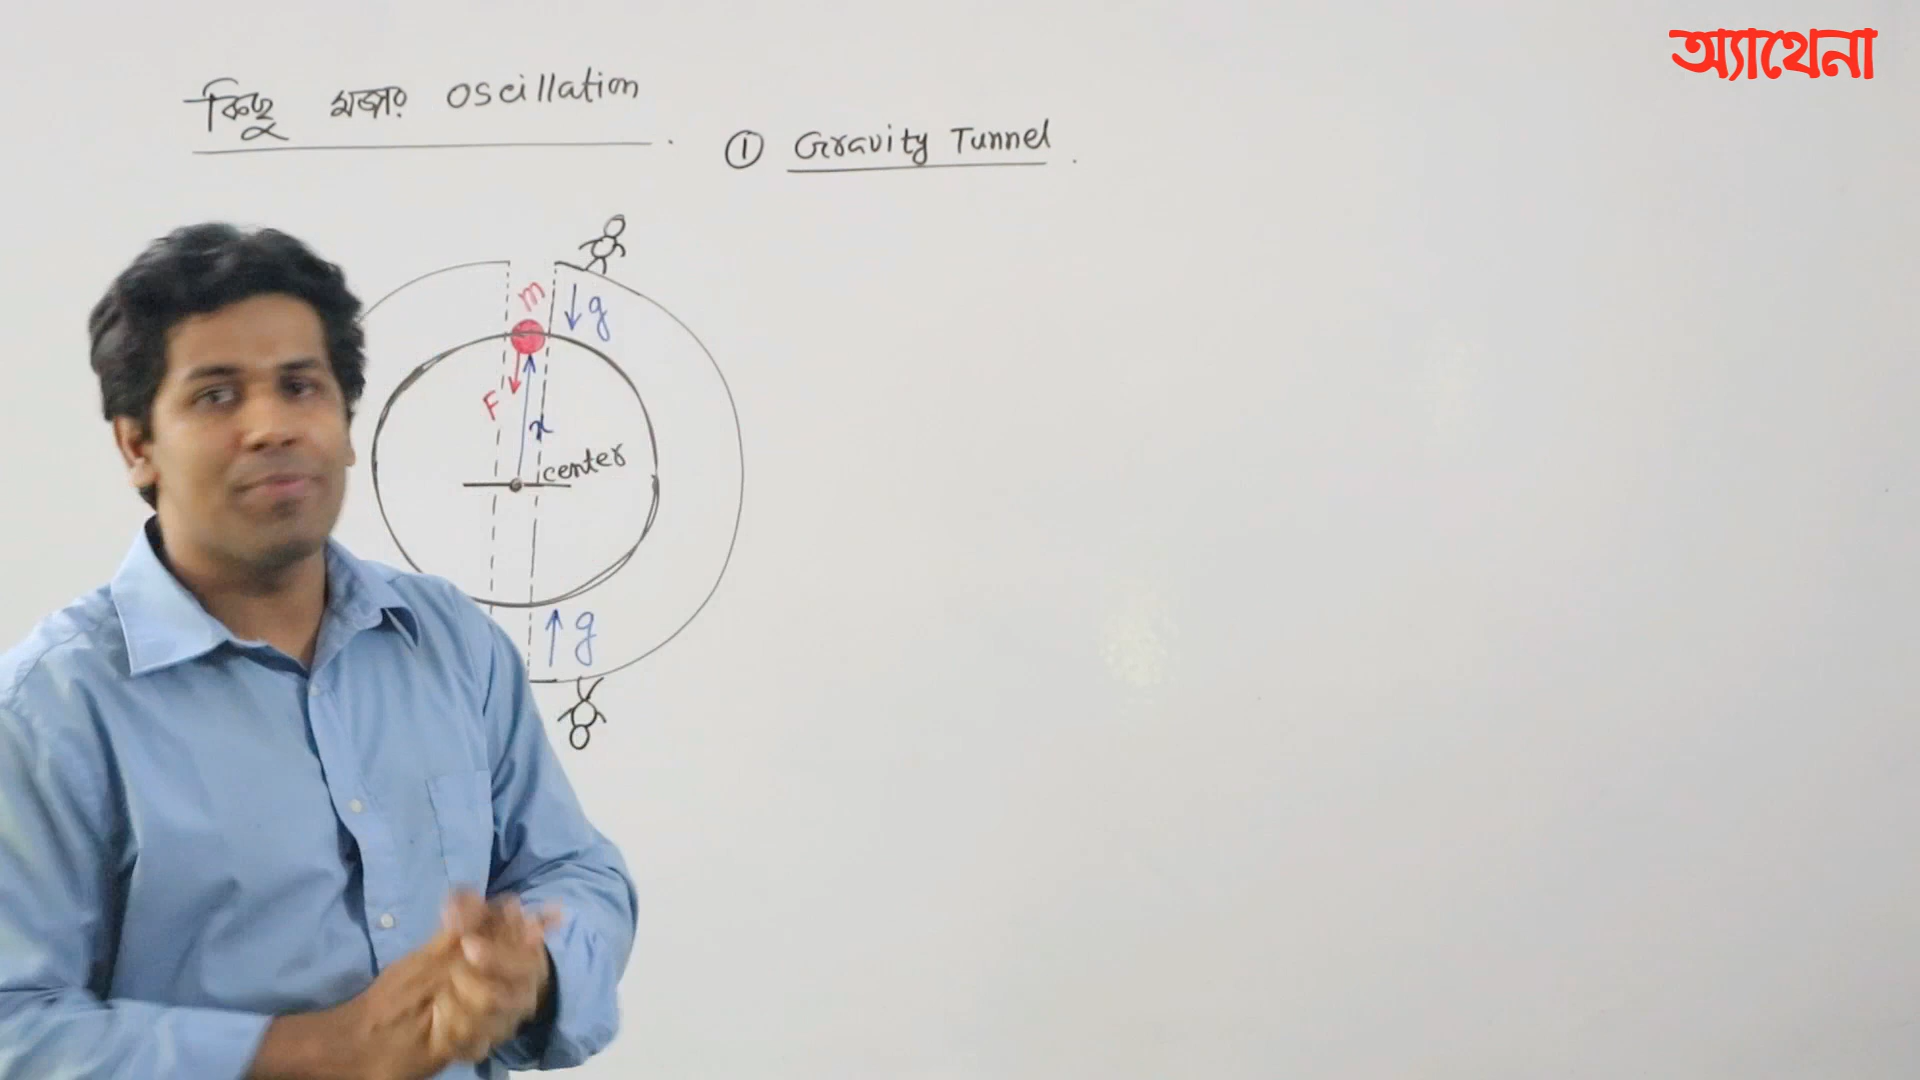 অ্যাথেনা
কিছু মজার oscillation
① Gravity Tunnel
m
g
F
x
center
g